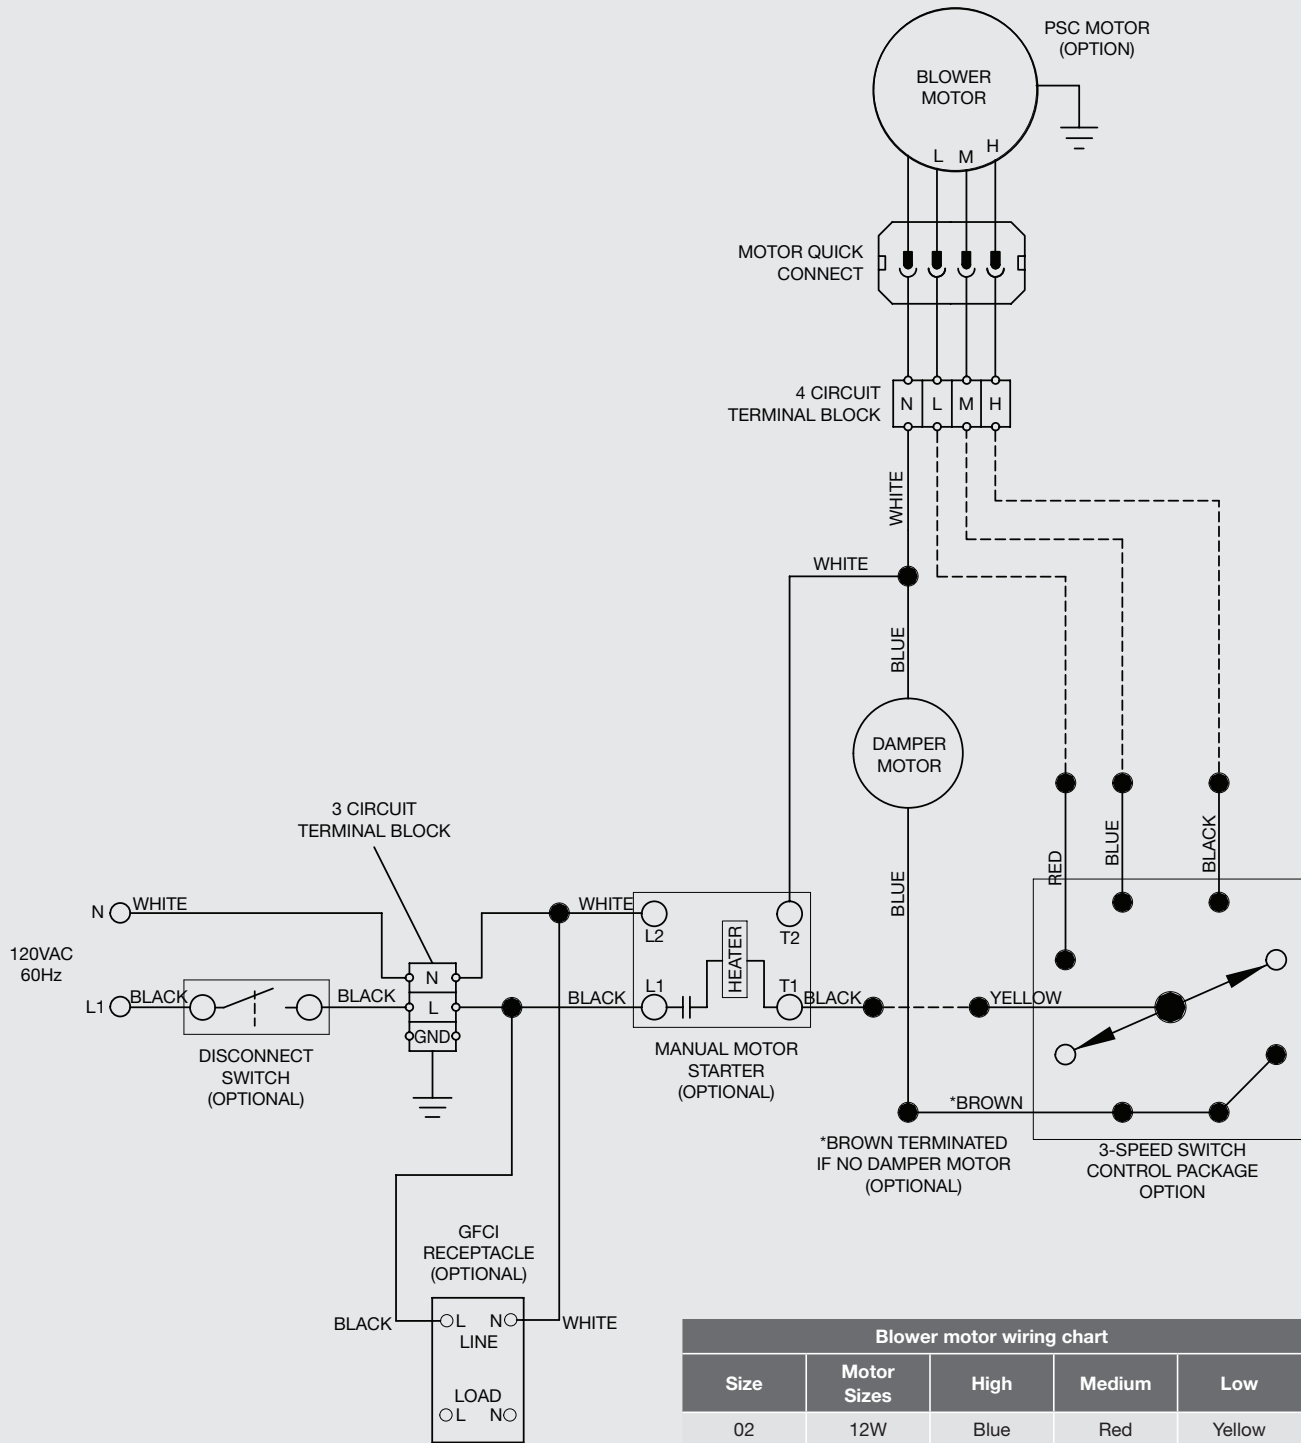 PSC MOTOR
(OPTION)
BLOWER
MOTOR
L M H
MOTOR QUICK
CONNECT
4 CIRCUIT
TERMINAL BLOCK
N L M H
WHITE
WHITE
BLUE
DAMPER
MOTOR
3 CIRCUIT
TERMINAL BLOCK
RED
BLUE
BLACK
BLUE
N WHITE
WHITE
L2
T2
HEATER
120VAC
60Hz
N
L1 BLACK
BLACK
L
BLACK
L1
T1
BLACK
YELLOW
GND
DISCONNECT
SWITCH
(OPTIONAL)
MANUAL MOTOR
STARTER
(OPTIONAL)
*BROWN
*BROWN TERMINATED
IF NO DAMPER MOTOR
(OPTIONAL)
3-SPEED SWITCH
CONTROL PACKAGE
OPTION
GFCI
RECEPTACLE
(OPTIONAL)
BLACK
L N
LINE
WHITE
LOAD
L N
Blower motor wiring chart
Size Motor Sizes High Medium Low
02 12W Blue Red Yellow